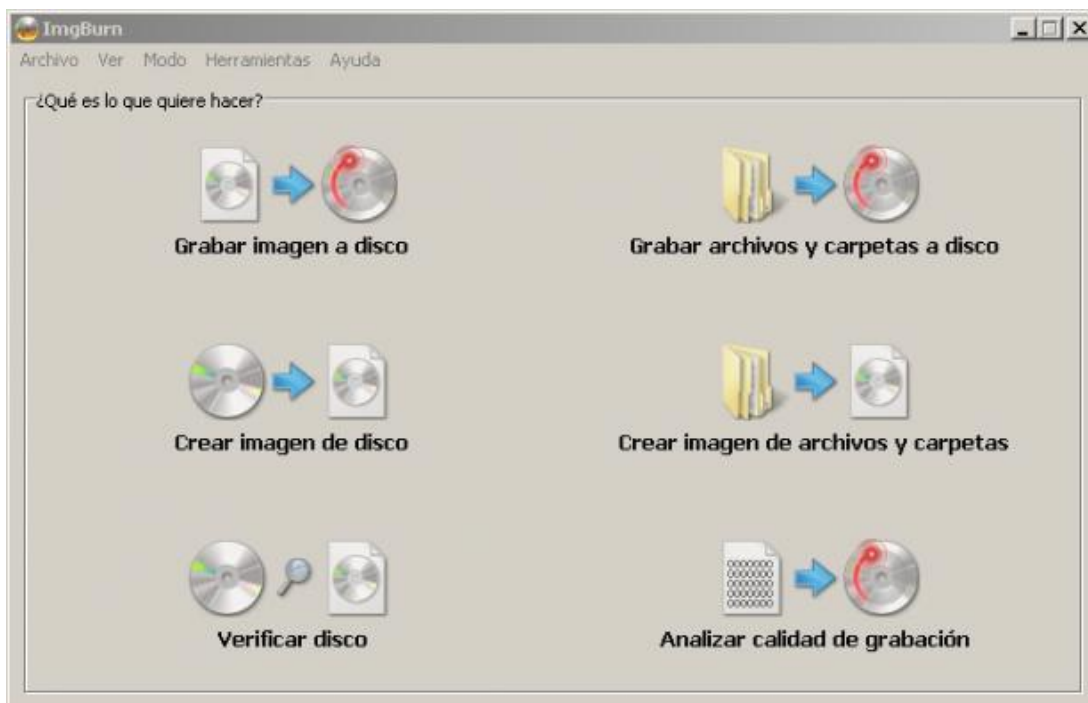 ImgBurn
Archivo Ver Modo Herramientas Ayuda
¿Qué es lo que quiere hacer?
Grabar imagen a disco
Grabar archivos y carpetas a disco
Crear imagen de disco
Crear imagen de archivos y carpetas
Verificar disco
Analizar calidad de grabación